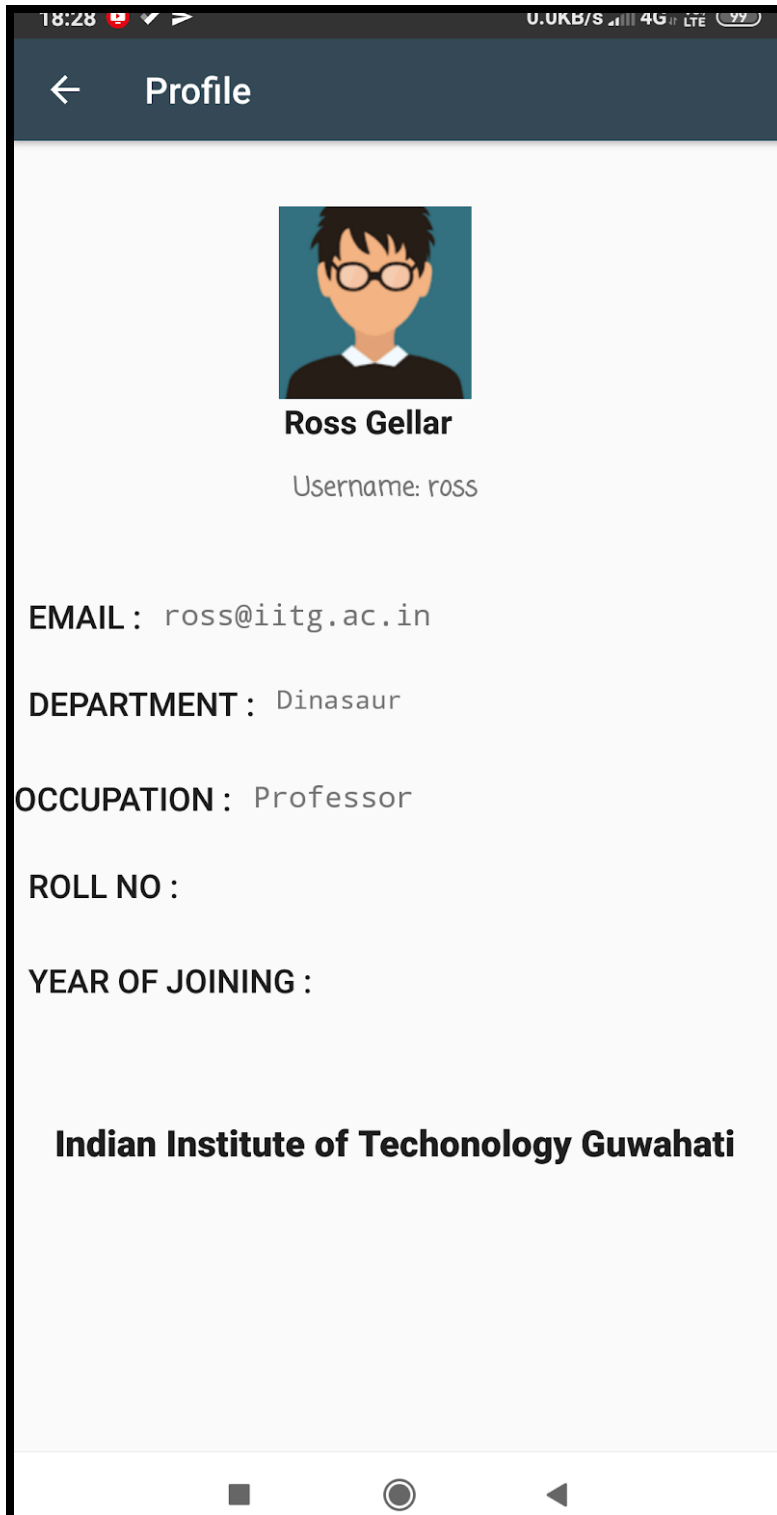 18:28 0.0KB/s 4G LTE 99
Profile
Ross Gellar
Username: ross
EMAIL : ross@iitg.ac.in
DEPARTMENT : Dinasaur
OCCUPATION : Professor
ROLL NO :
YEAR OF JOINING :
Indian Institute of Techonology Guwahati